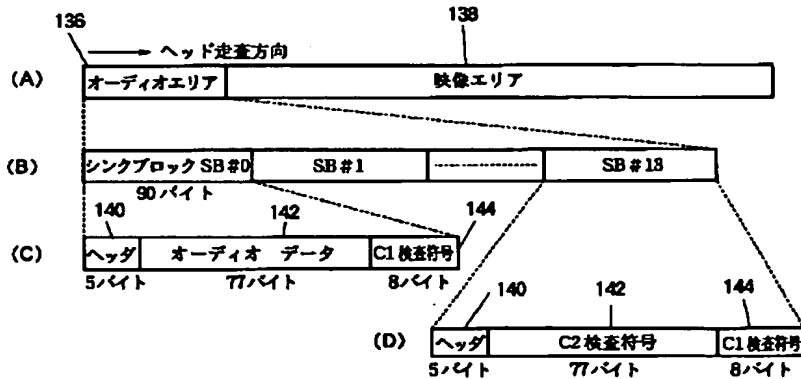 136
ヘッド走査方向
138
(A)
オーディオエリア
映像エリア
(B)
シンクブロック SB#0
SB#1
SB#13
90バイト
140
142
144
(C)
ヘッダ
オーディオ データ
C1検査符号
5バイト
77バイト
8バイト
140
142
144
(D)
ヘッダ
C2検査符号
C1検査符号
5バイト
77バイト
8バイト